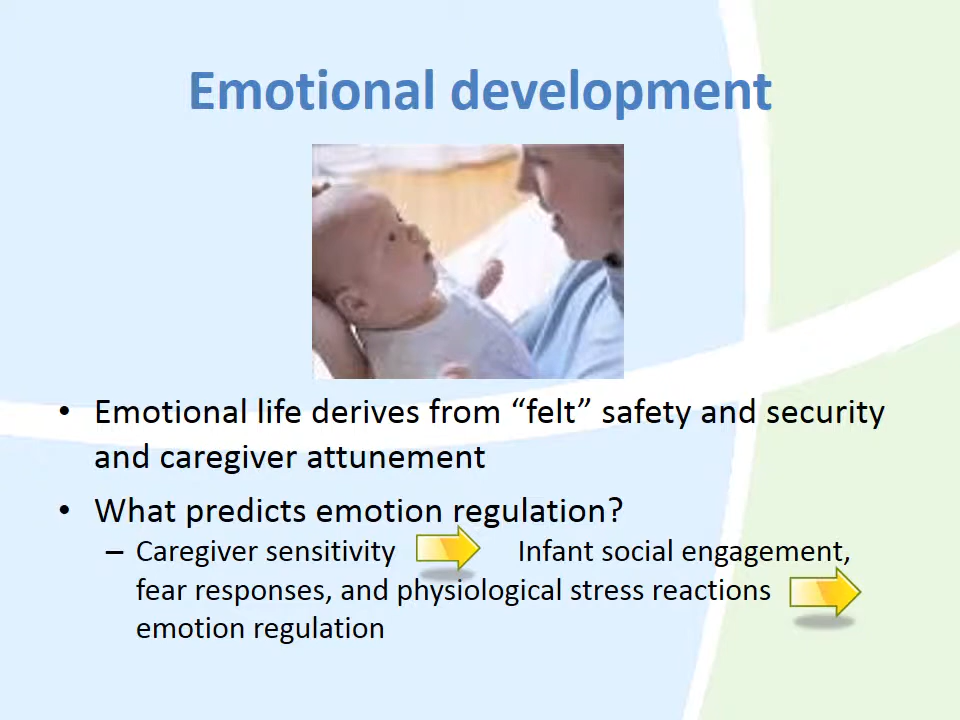 Emotional development
• Emotional life derives from “felt” safety and security
and caregiver attunement
• What predicts emotion regulation?
– Caregiver sensitivity Infant social engagement,
fear responses, and physiological stress reactions
emotion regulation